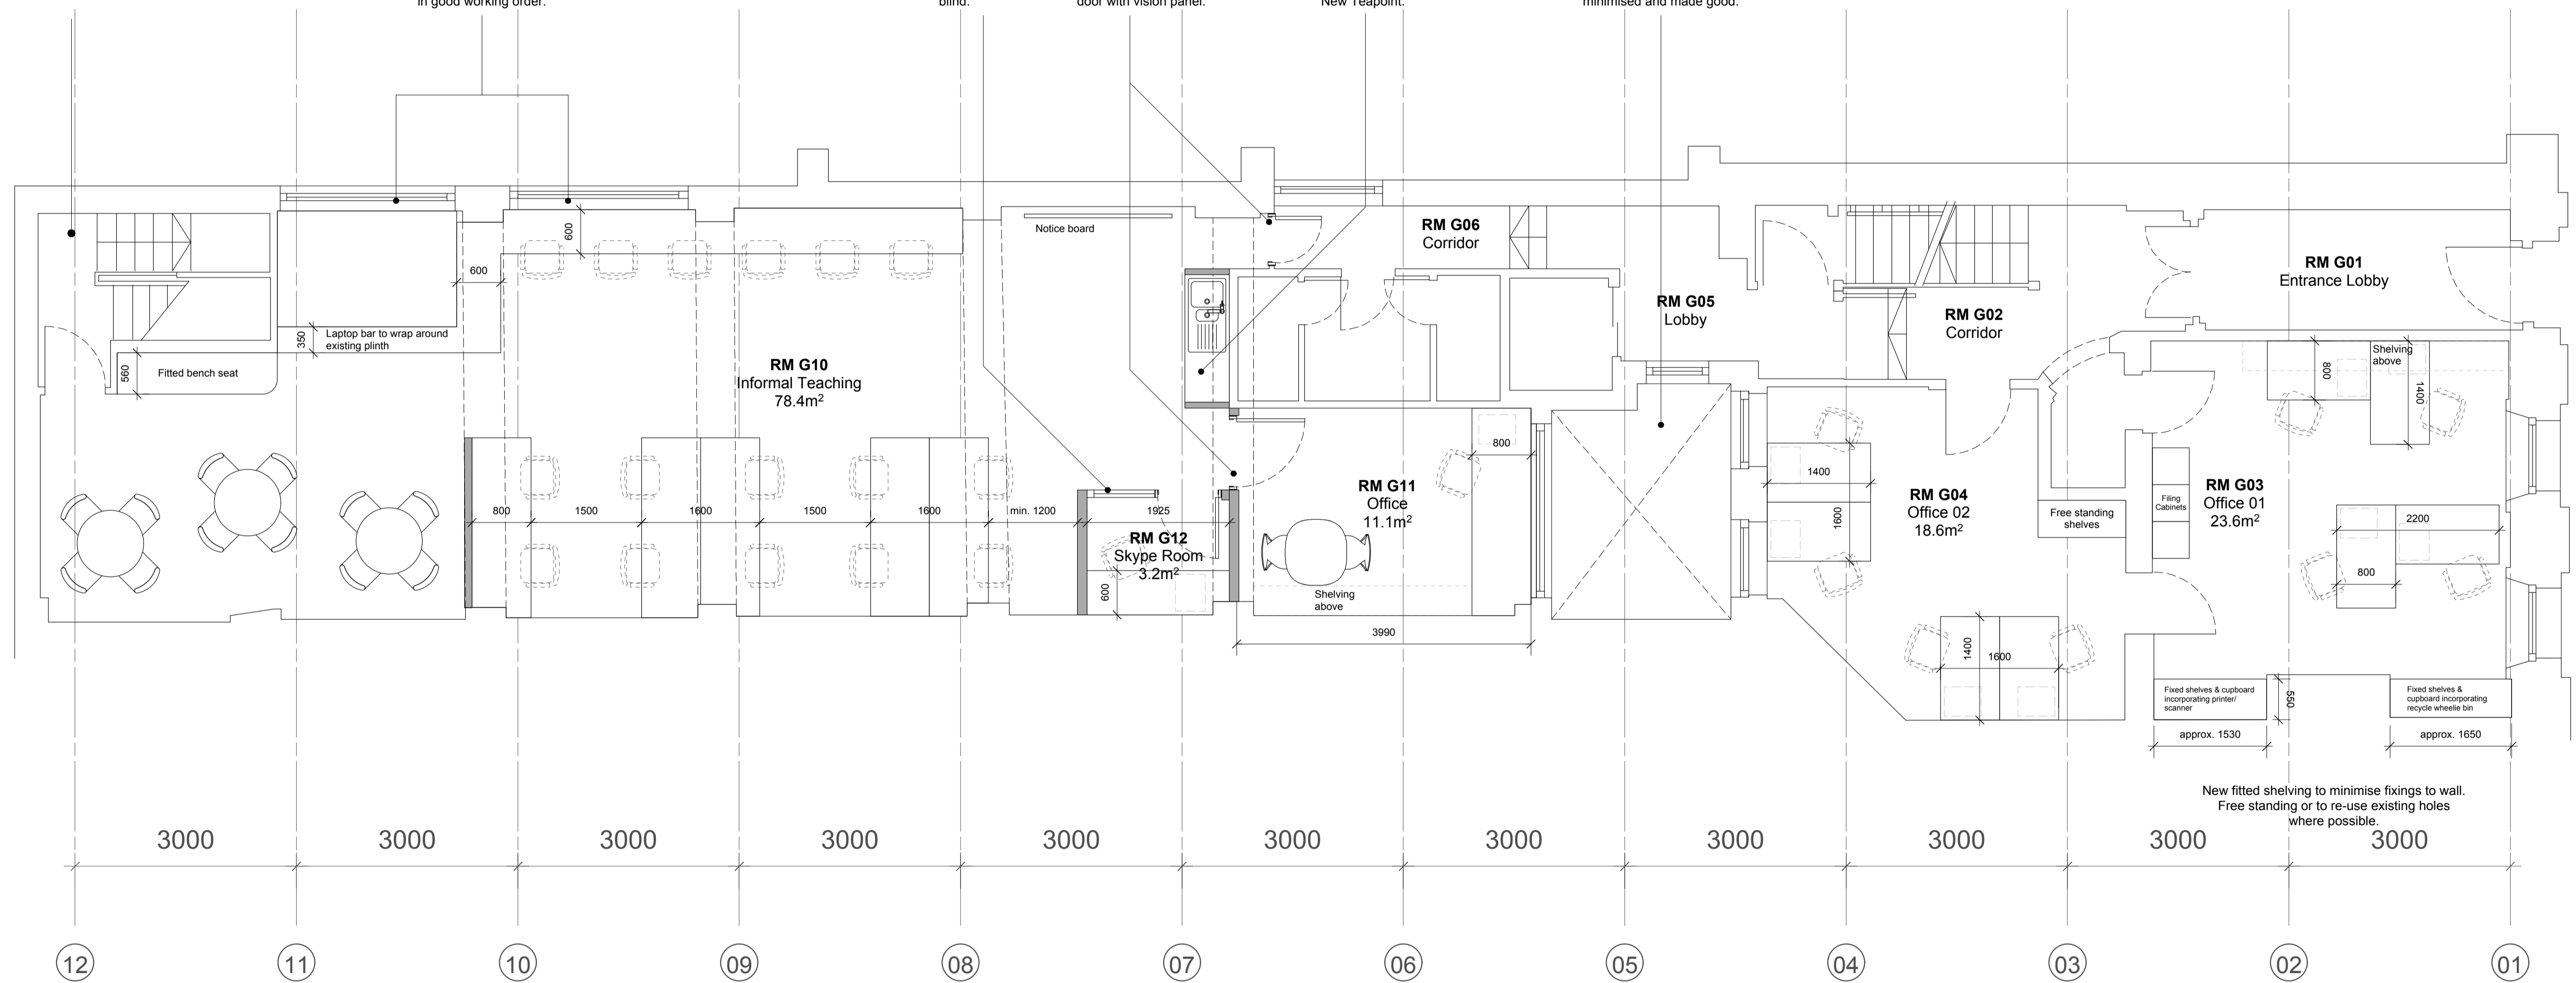 in good working order.
blind.
door with vision panel.
New Teapoint.
minimised and made good.
Notice board
RM G06
Corridor
RM G01
Entrance Lobby
RM G05
Lobby
RM G02
Corridor
600
600
350
Laptop bar to wrap around
existing plinth
560
Fitted bench seat
RM G10
Informal Teaching
78.4m²
800
1500
1600
1500
1600
min. 1200
1925
RM G12
Skype Room
3.2m²
600
RM G11
Office
11.1m²
800
Shelving
above
3990
1400
1600
RM G04
Office 02
18.6m²
1400
1600
Free standing
shelves
Filing
Cabinets
RM G03
Office 01
23.6m²
800
Shelving
above
1400
2200
800
Fixed shelves & cupboard
incorporating printer/
scanner
550
Fixed shelves &
cupboard incorporating
recycle wheelie bin
approx. 1530
approx. 1650
New fitted shelving to minimise fixings to wall.
Free standing or to re-use existing holes
where possible.
3000
3000
3000
3000
3000
3000
3000
3000
3000
3000
3000
12
11
10
09
08
07
06
05
04
03
02
01